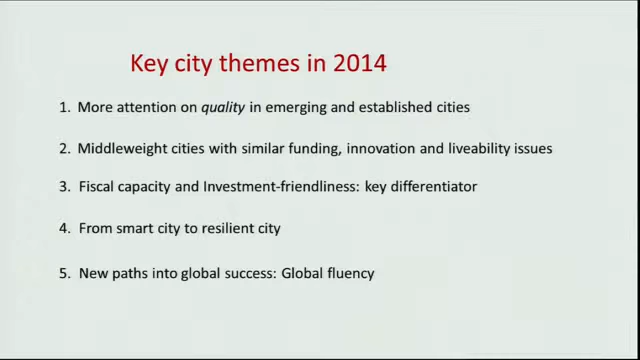 Key city themes in 2014
1. More attention on quality in emerging and established cities
2. Middleweight cities with similar funding, innovation and liveability issues
3. Fiscal capacity and Investment-friendliness: key differentiator
4. From smart city to resilient city
5. New paths into global success: Global fluency